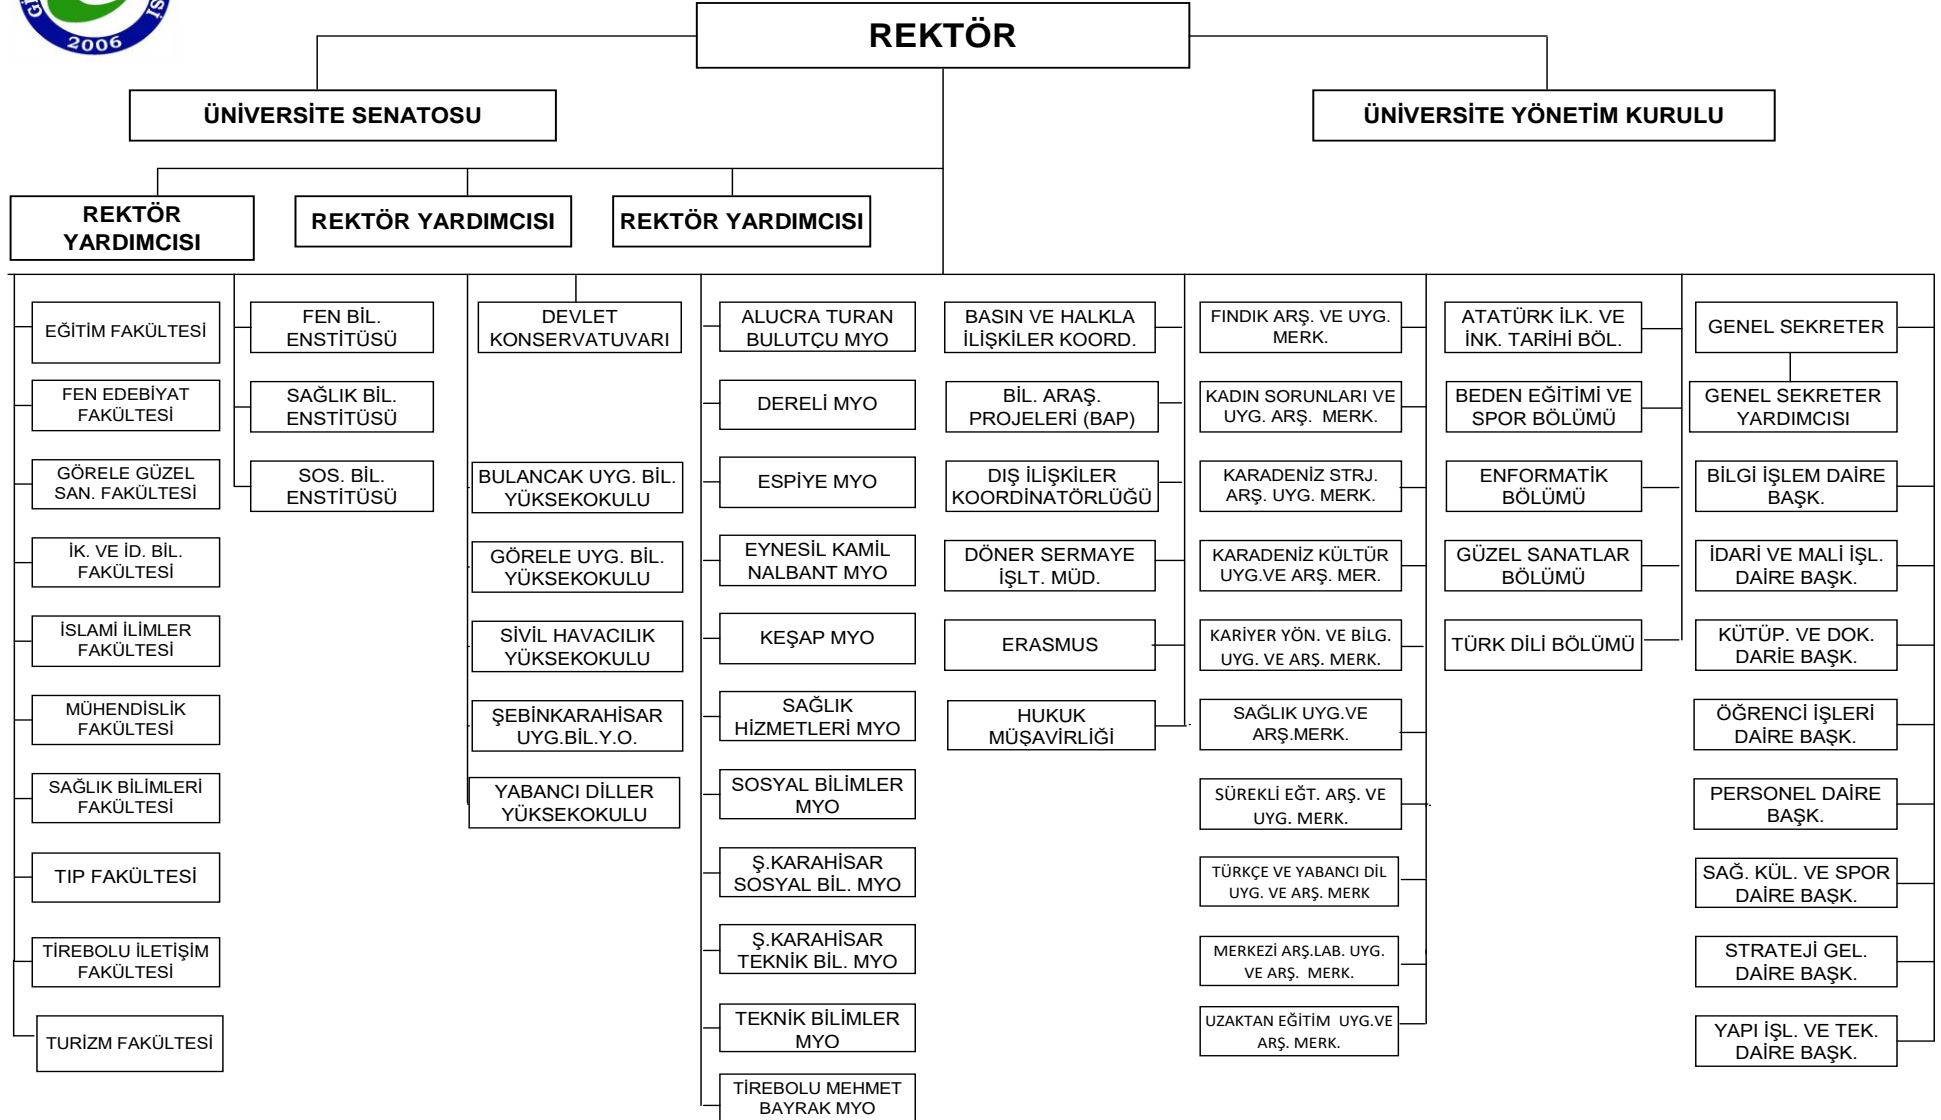 2006
REKTÖR
ÜNİVERSİTE SENATOSU
ÜNİVERSİTE YÖNETİM KURULU
REKTÖR
YARDIMCISI
REKTÖR YARDIMCISI
REKTÖR YARDIMCISI
EĞİTİM FAKÜLTESİ
FEN EDEBİYAT
FAKÜLTESİ
GÖRELE GÜZEL
SAN. FAKÜLTESİ
İK. VE İD. BİL.
FAKÜLTESİ
İSLAMİ İLİMLER
FAKÜLTESİ
MÜHENDİSLİK
FAKÜLTESİ
SAĞLIK BİLİMLERİ
FAKÜLTESİ
TIP FAKÜLTESİ
TİREBOLU İLETİŞİM
FAKÜLTESİ
TURİZM FAKÜLTESİ
FEN BİL.
ENSTİTÜSÜ
SAĞLIK BİL.
ENSTİTÜSÜ
SOS. BİL.
ENSTİTÜSÜ
DEVLET
KONSERVATUVARI
BULANCAK UYG. BİL.
YÜKSEKOKULU
GÖRELE UYG. BİL.
YÜKSEKOKULU
SİVİL HAVACILIK
YÜKSEKOKULU
ŞEBİNKARAHİSAR
UYG.BİL.Y.O.
YABANCI DİLLER
YÜKSEKOKULU
ALUCRA TURAN
BULUTÇU MYO
DERELİ MYO
ESPİYE MYO
EYNESİL KAMİL
NALBANT MYO
KEŞAP MYO
SAĞLIK
HİZMETLERİ MYO
SOSYAL BİLİMLER
MYO
Ş.KARAHİSAR
SOSYAL BİL. MYO
Ş.KARAHİSAR
TEKNİK BİL. MYO
TEKNİK BİLİMLER
MYO
TİREBOLU MEHMET
BAYRAK MYO
BASIN VE HALKLA
İLİŞKİLER KOORD.
BİL. ARAŞ.
PROJELERİ (BAP)
DIŞ İLİŞKİLER
KOORDİNATÖRLÜĞÜ
DÖNER SERMAYE
İŞLT. MÜD.
ERASMUS
HUKUK
MÜŞAVİRLİĞİ
FINDIK ARŞ. VE UYG.
MERK.
KADIN SORUNLARI VE
UYG. ARŞ. MERK.
KARADENİZ STRJ.
ARŞ. UYG. MERK.
KARADENİZ KÜLTÜR
UYG.VE ARŞ. MER.
KARİYER YÖN. VE BİLG.
UYG. VE ARŞ. MERK.
SAĞLIK UYG.VE
ARŞ.MERK.
SÜREKLİ EĞT. ARŞ. VE
UYG. MERK.
TÜRKÇE VE YABANCI DİL
UYG. VE ARŞ. MERK
MERKEZİ ARŞ.LAB. UYG.
VE ARŞ. MERK.
UZAKTAN EĞİTİM UYG.VE
ARŞ. MERK.
ATATÜRK İLK. VE
İNK. TARİHİ BÖL.
BEDEN EĞİTİMİ VE
SPOR BÖLÜMÜ
ENFORMATİK
BÖLÜMÜ
GÜZEL SANATLAR
BÖLÜMÜ
TÜRK DİLİ BÖLÜMÜ
GENEL SEKRETER
GENEL SEKRETER
YARDIMCISI
BİLGİ İŞLEM DAİRE
BAŞK.
İDARİ VE MALİ İŞL.
DAİRE BAŞK.
KÜTÜP. VE DOK.
DARİE BAŞK.
ÖĞRENCİ İŞLERİ
DAİRE BAŞK.
PERSONEL DAİRE
BAŞK.
SAĞ. KÜL. VE SPOR
DAİRE BAŞK.
STRATEJİ GEL.
DAİRE BAŞK.
YAPI İŞL. VE TEK.
DAİRE BAŞK.